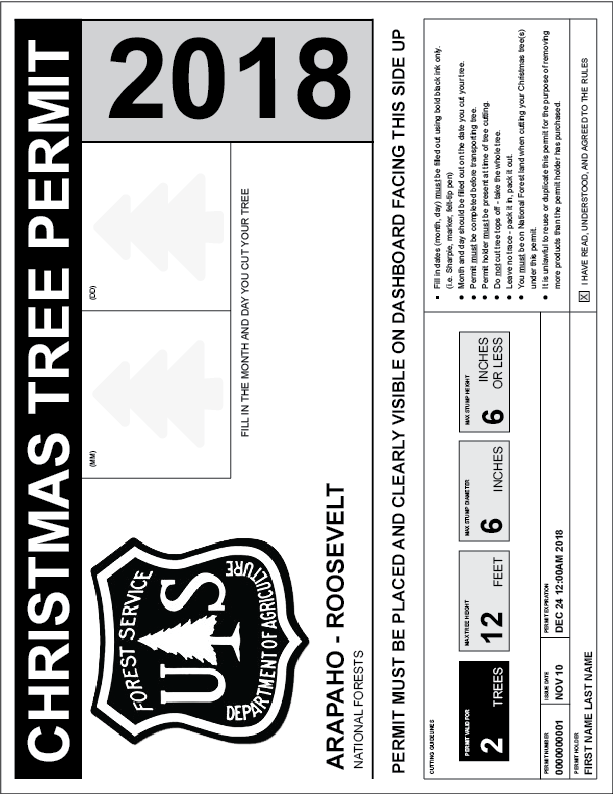 CHRISTMAS TREE PERMIT
2018
FOREST SERVICE
U S
DEPARTMENT OF AGRICULTURE
(MM)
(DD)
FILL IN THE MONTH AND DAY YOU CUT YOUR TREE
ARAPAHO - ROOSEVELT
NATIONAL FORESTS
PERMIT MUST BE PLACED AND CLEARLY VISIBLE ON DASHBOARD FACING THIS SIDE UP
CUTTING GUIDELINES
PERMIT VALID FOR
2 TREES
MAX TREE HEIGHT
12 FEET
MAX STUMP DIAMETER
6 INCHES
MAX STUMP HEIGHT
6 INCHES
OR LESS
PERMIT NUMBER
0000000001
ISSUE DATE
NOV 10
PERMIT EXPIRATION
DEC 24 12:00AM 2018
PERMIT HOLDER
FIRST NAME LAST NAME
• Fill in dates (month, day) must be filled out using bold black ink only.
(i.e. Sharpie, marker, felt-tip pen)
• Month and day should be filled out on the date you cut your tree.
• Permit must be completed before transporting tree.
• Permit holder must be present at time of tree cutting.
• Do not cut tree tops off - take the whole tree.
• Leave no trace - pack it in, pack it out.
• You must be on National Forest land when cutting your Christmas tree(s)
under this permit.
• It is unlawful to reuse or duplicate this permit for the purpose of removing
more products than the permit holder has purchased.
☒ I HAVE READ, UNDERSTOOD, AND AGREED TO THE RULES